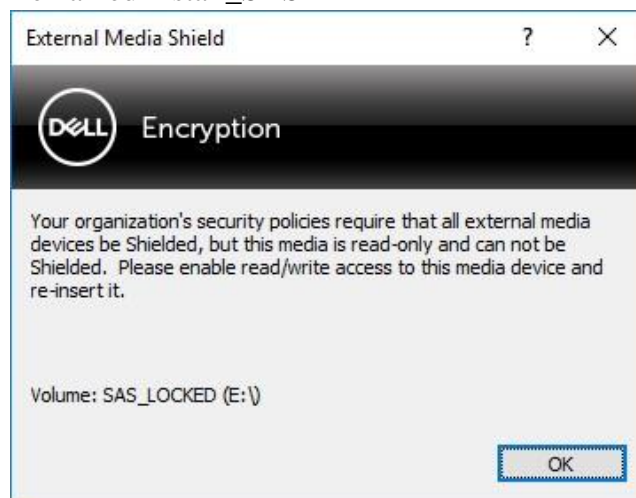 External Media Shield ? X
DELL Encryption
Your organization's security policies require that all external media
devices be Shielded, but this media is read-only and can not be
Shielded. Please enable read/write access to this media device and
re-insert it.
Volume: SAS_LOCKED (E:\)
OK